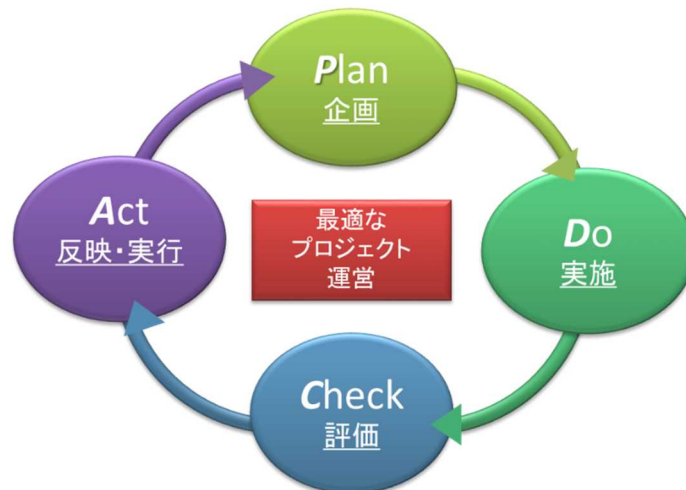 Plan
企画
Do
実施
Check
評価
Act
反映・実行
最適な
プロジェクト
運営